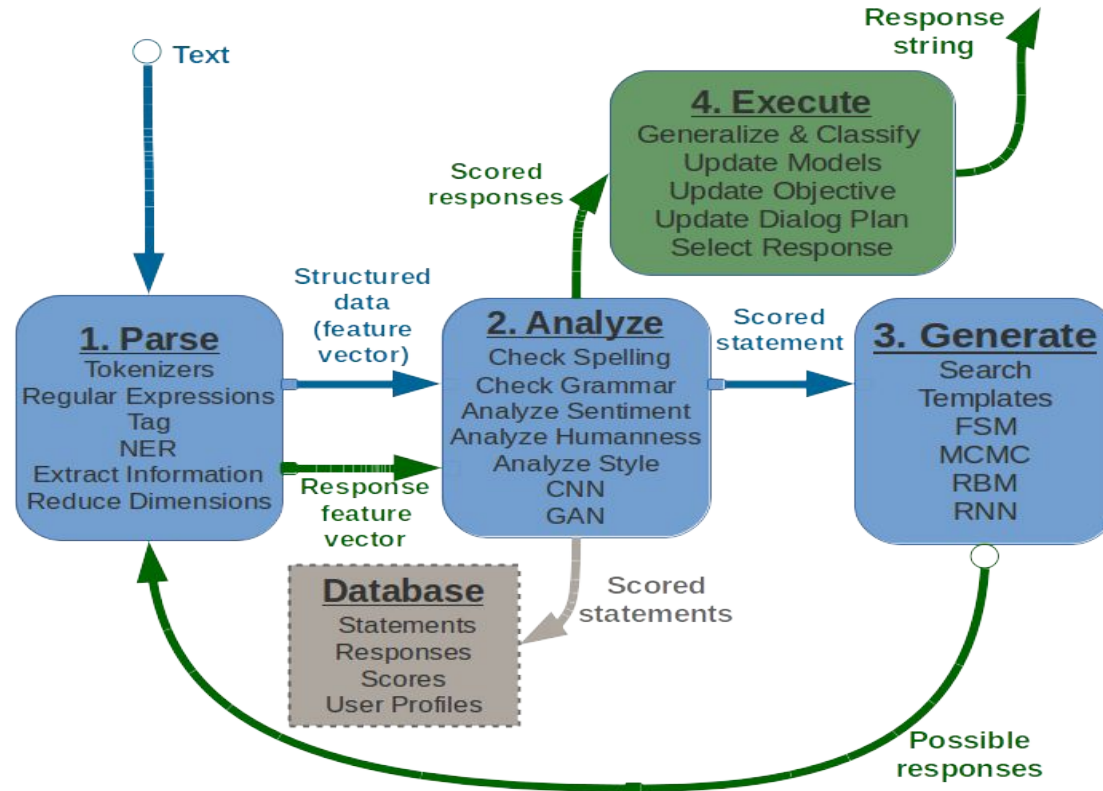 Text
Response
string
4. Execute
Generalize & Classify
Update Models
Update Objective
Update Dialog Plan
Select Response
Scored
responses
Structured
data
(feature
vector)
1. Parse
Tokenizers
Regular Expressions
Tag
NER
Extract Information
Reduce Dimensions
2. Analyze
Check Spelling
Check Grammar
Analyze Sentiment
Analyze Humanness
Analyze Style
CNN
GAN
Scored
statement
3. Generate
Search
Templates
FSM
MCMC
RBM
RNN
Response
feature
vector
Database
Statements
Responses
Scores
User Profiles
Scored
statements
Possible
responses